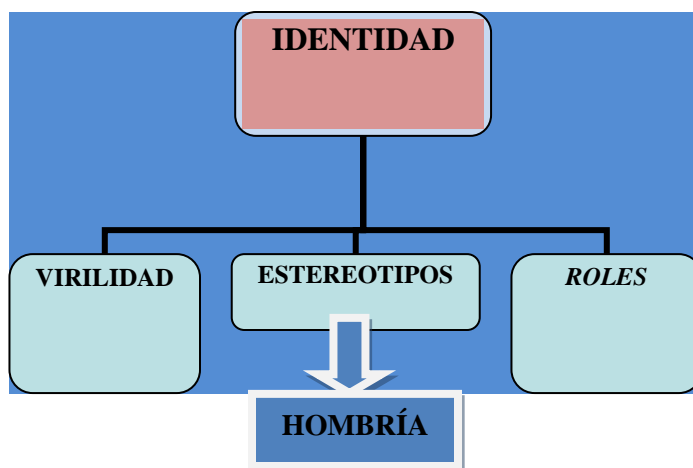 IDENTIDAD
VIRILIDAD
ESTEREOTIPOS
ROLES
HOMBRÍA